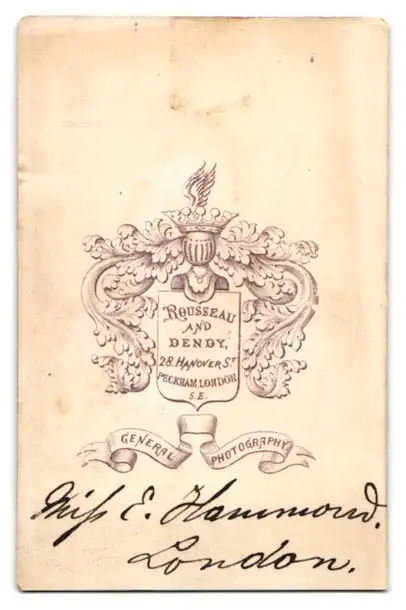 ROUSSEAU
AND
DENDY,
28. HANOVER ST
PECKHAM, LONDON
S.E.
GENERAL PHOTOGRAPHY
Miss E. Hammond.
London.